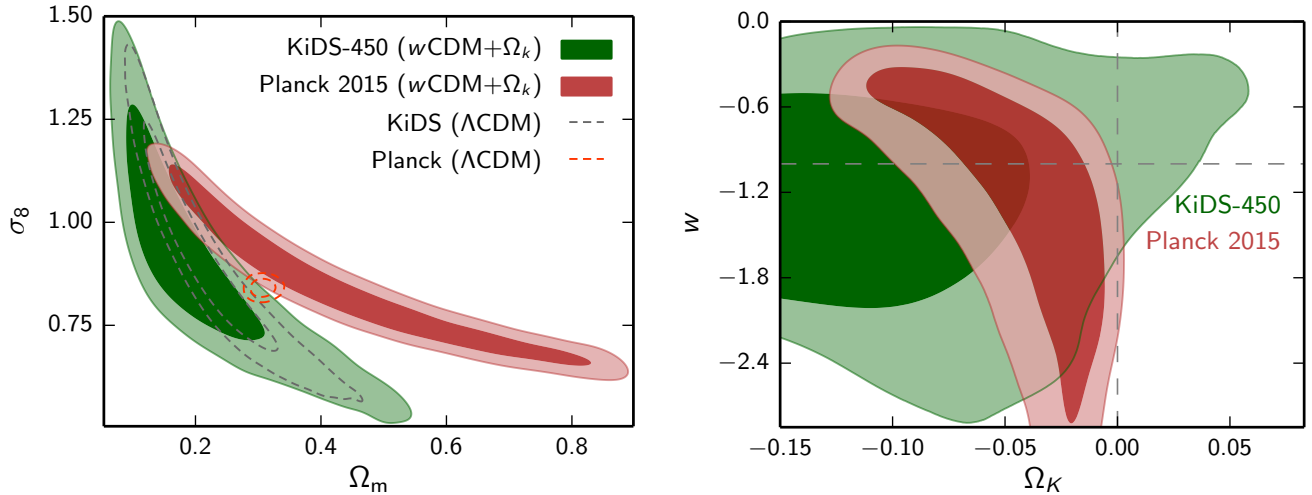 1.50
1.25
1.00
0.75
σ8
0.2
0.4
0.6
0.8
Ωm
KiDS-450 (wCDM+Ωk)
Planck 2015 (wCDM+Ωk)
KiDS (ΛCDM)
Planck (ΛCDM)
0.0
−0.6
−1.2
−1.8
−2.4
w
−0.15
−0.10
−0.05
0.00
0.05
ΩK
KiDS-450
Planck 2015